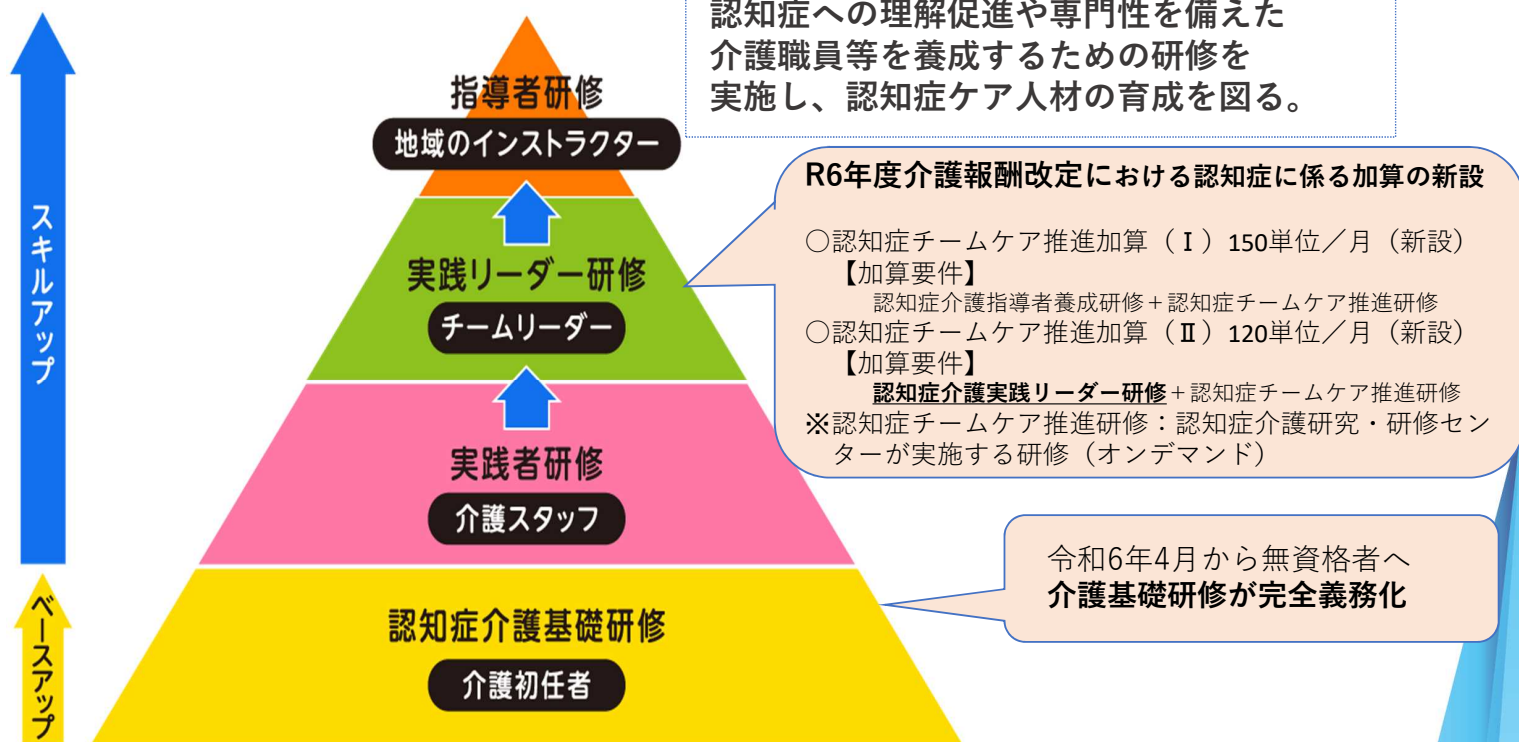 認知症への理解促進や専門性を備えた
介護職員等を養成するための研修を
実施し、認知症ケア人材の育成を図る。
スキルアップ
ベースアップ
指導者研修
地域のインストラクター
実践リーダー研修
チームリーダー
実践者研修
介護スタッフ
認知症介護基礎研修
介護初任者
R6年度介護報酬改定における認知症に係る加算の新設
○認知症チームケア推進加算（Ⅰ）150単位／月（新設）
【加算要件】
認知症介護指導者養成研修＋認知症チームケア推進研修
○認知症チームケア推進加算（Ⅱ）120単位／月（新設）
【加算要件】
認知症介護実践リーダー研修＋認知症チームケア推進研修
※認知症チームケア推進研修：認知症介護研究・研修セン
ターが実施する研修（オンデマンド）
令和6年4月から無資格者へ
介護基礎研修が完全義務化